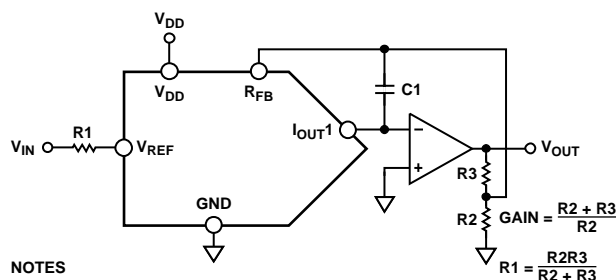 VDD
VDD
RFB
C1
IOUT1
VIN
R1
VREF
GND
VOUT
R3
R2
GAIN = R2 + R3
R2
R1 = R2R3
R2 + R3
NOTES